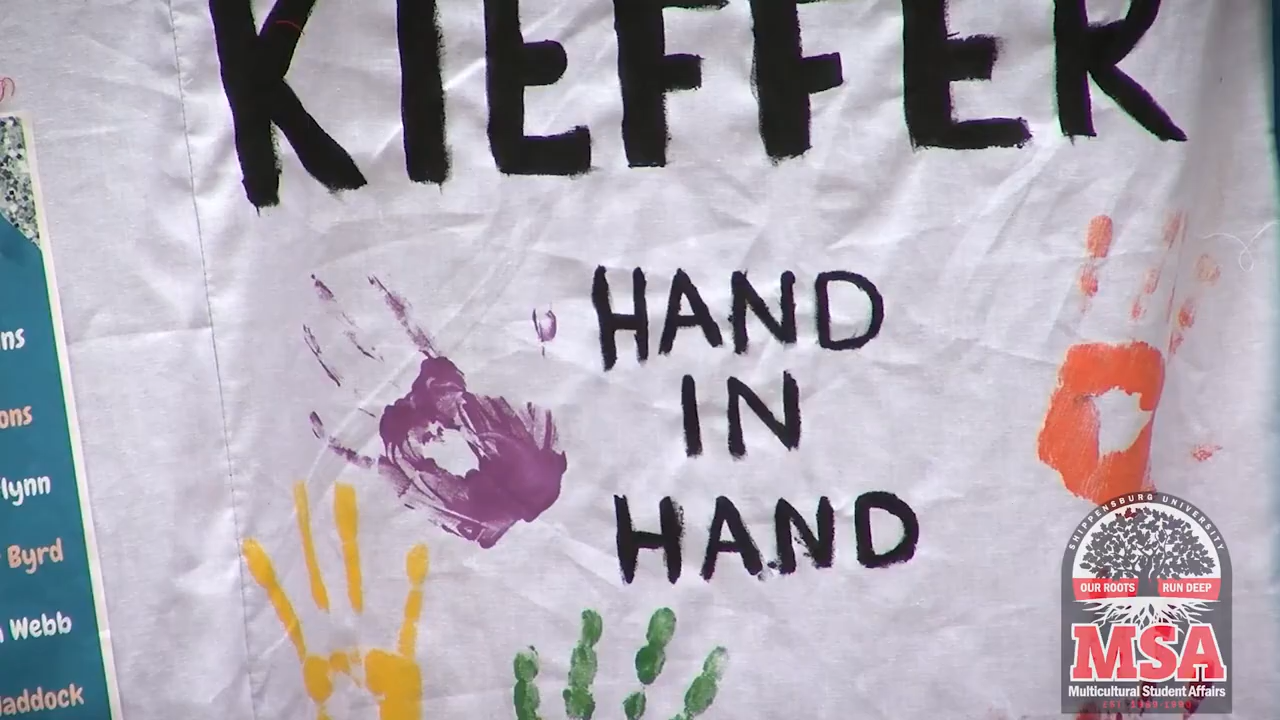 KIEFFER
HAND
IN
HAND
ns
ons
lynn
Byrd
Webb
addock
SHIPPENSBURG UNIVERSITY
OUR ROOTS RUN DEEP
MSA
Multicultural Student Affairs